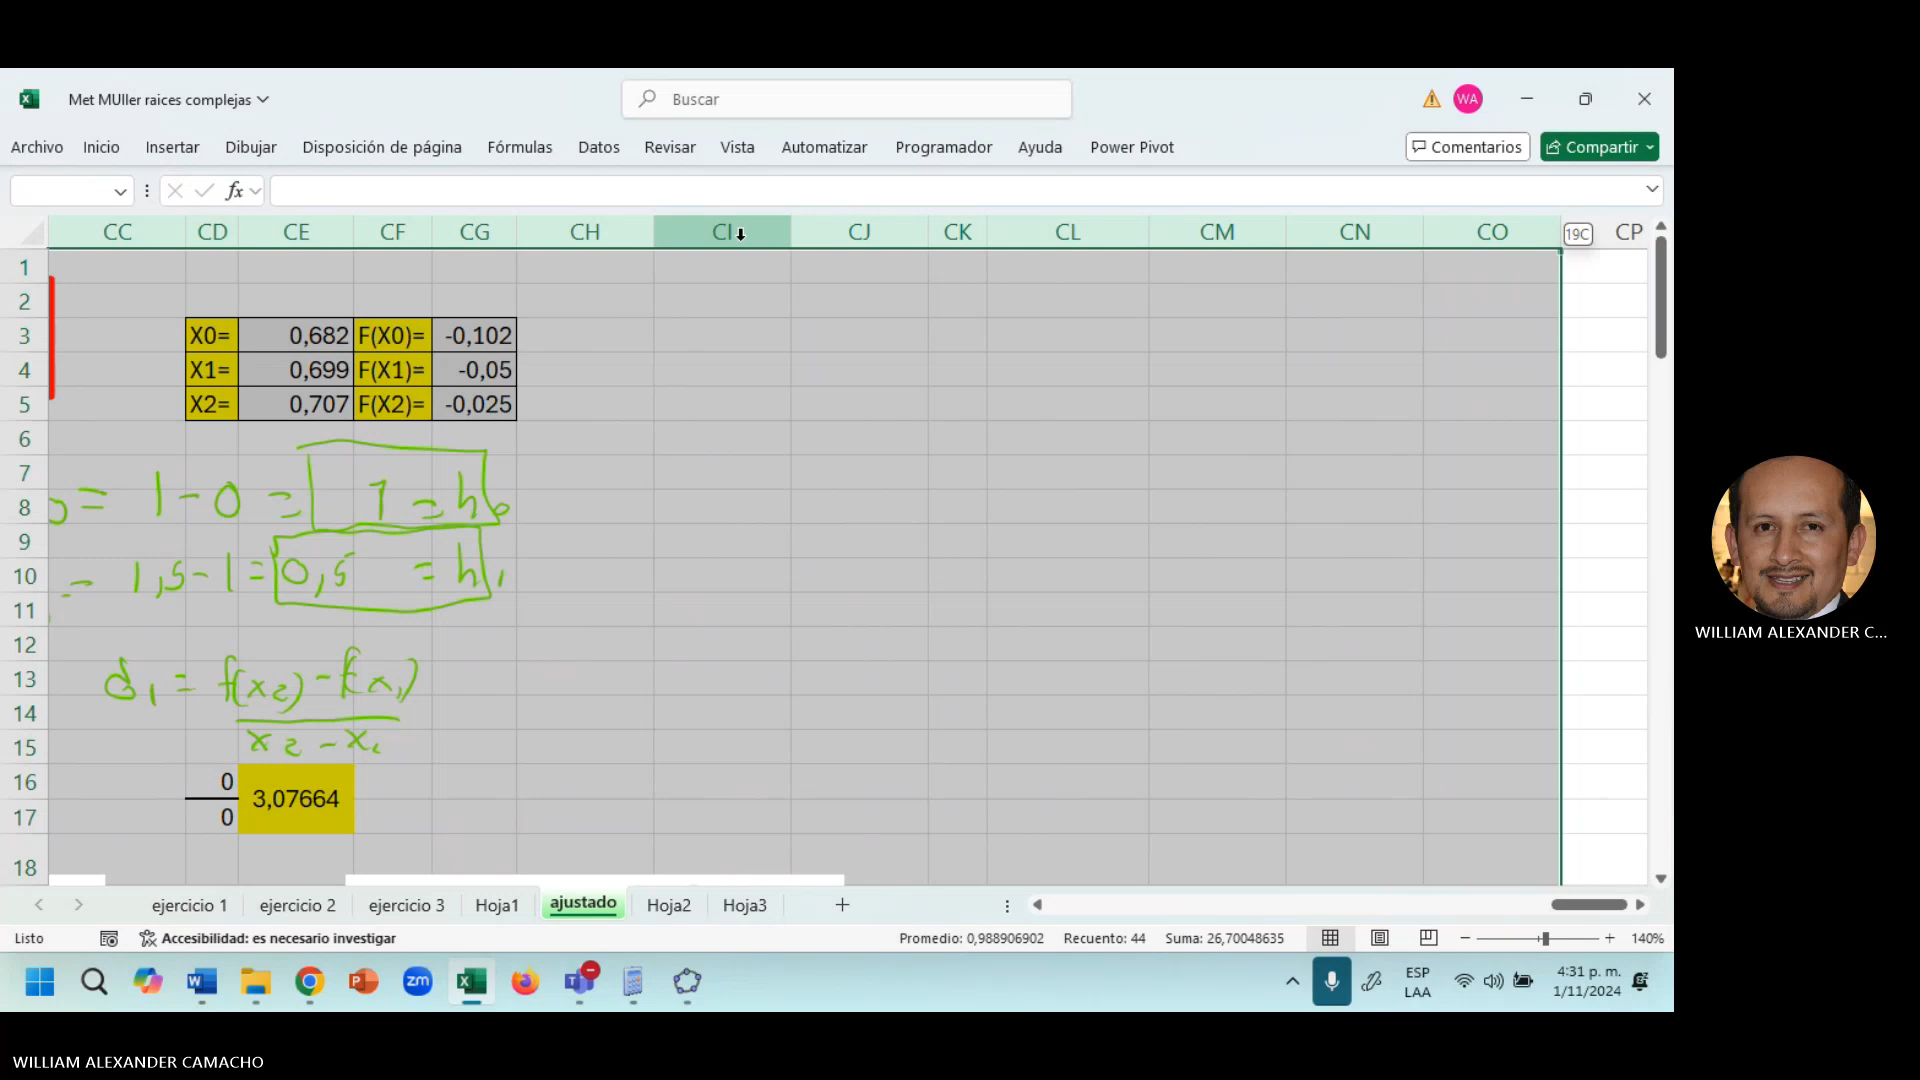 Met MUller raices complejas
Buscar
WA
Archivo Inicio Insertar Dibujar Disposición de página Fórmulas Datos Revisar Vista Automatizar Programador Ayuda Power Pivot Comentarios Compartir
fx
CC CD CE CF CG CH CI CJ CK CL CM CN CO 19C CP
1
2
3 X0= 0,682 F(X0)= -0,102
4 X1= 0,699 F(X1)= -0,05
5 X2= 0,707 F(X2)= -0,025
6
7
8 = 1 - 0 = 1 = h0
9
10 = 1,5 - 1 = 0,5 = h1
11
12
13 d1 = f(x2) - f(x1)
14
15 x2 - x1
16 0 3,07664
17 0
18
ejercicio 1 ejercicio 2 ejercicio 3 Hoja1 ajustado Hoja2 Hoja3
Listo Accesibilidad: es necesario investigar Promedio: 0,988906902 Recuento: 44 Suma: 26,70048635 140%
zm
ESP LAA
4:31 p. m.
1/11/2024
WILLIAM ALEXANDER C...
WILLIAM ALEXANDER CAMACHO